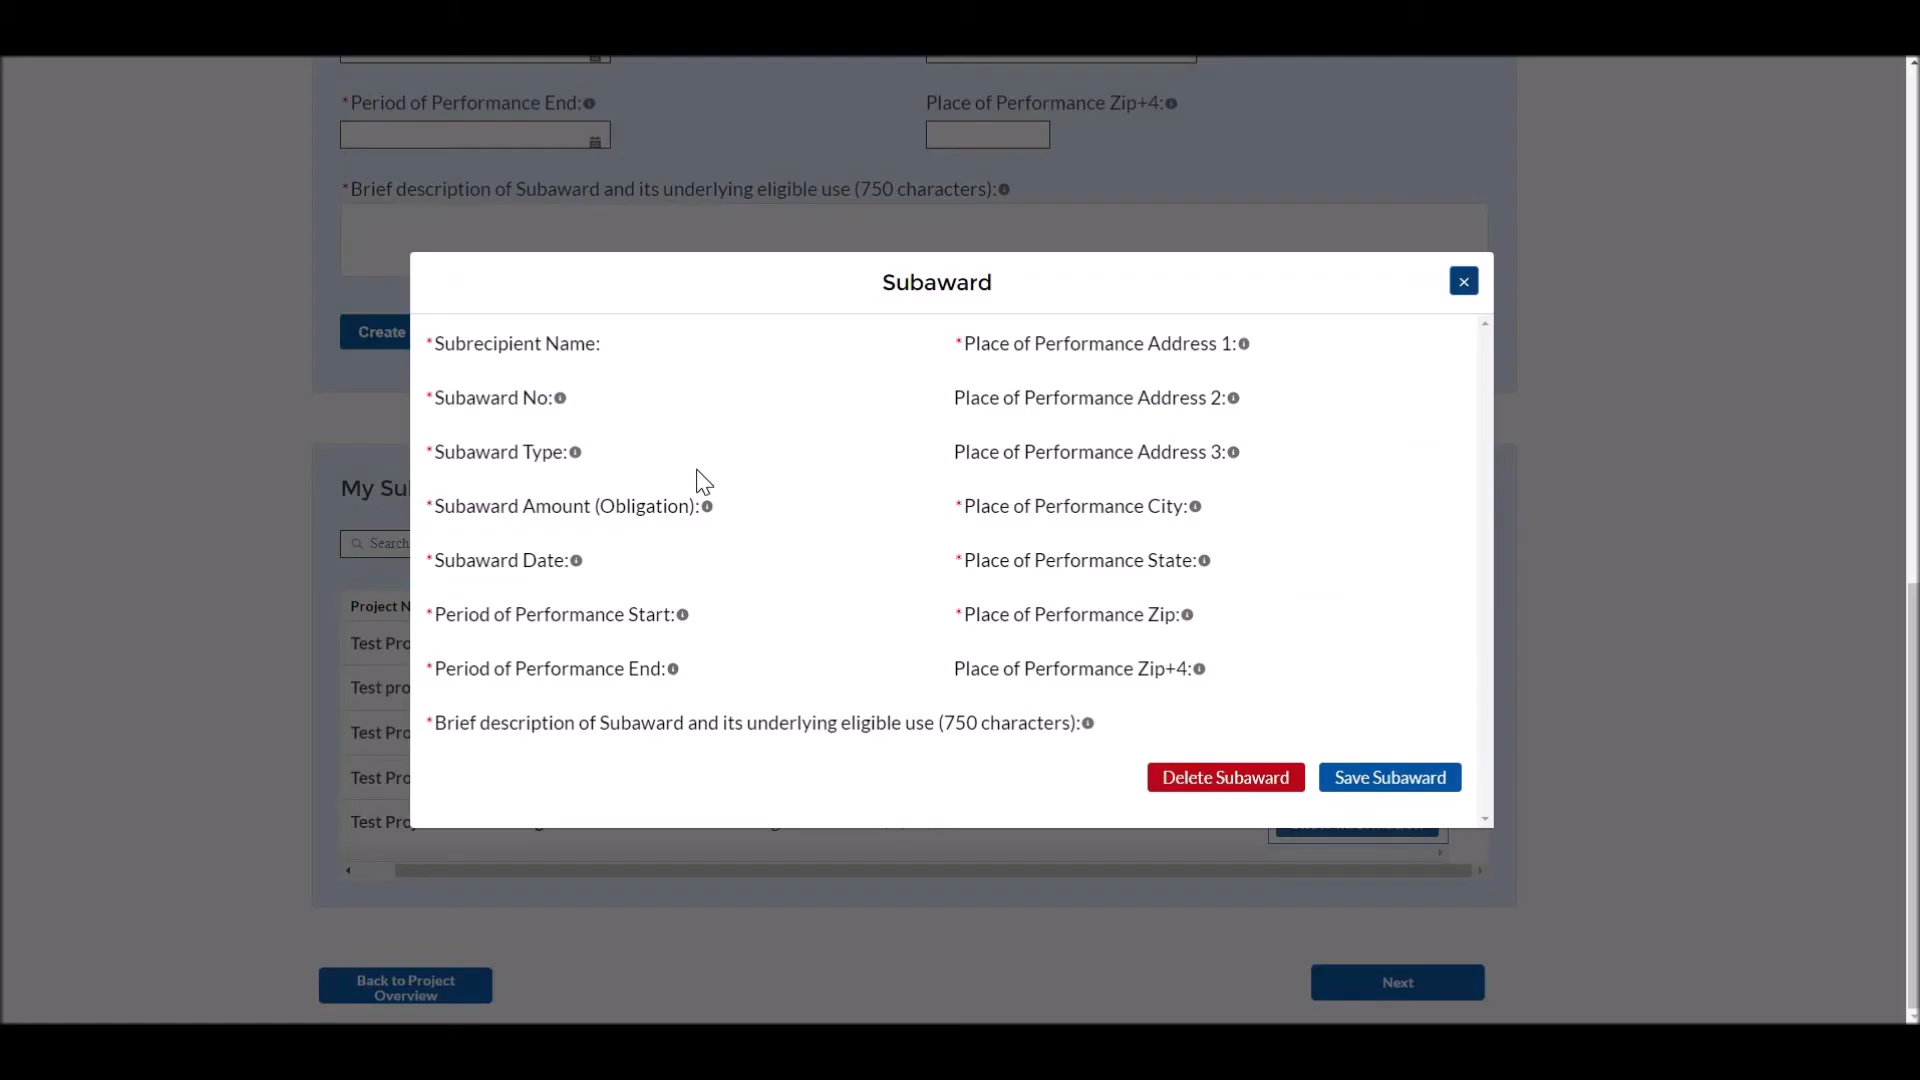 *Period of Performance End:
Place of Performance Zip+4:
*Brief description of Subaward and its underlying eligible use (750 characters):
Subaward
×
Create
*Subrecipient Name:
*Place of Performance Address 1:
*Subaward No:
Place of Performance Address 2:
*Subaward Type:
Place of Performance Address 3:
My Su
*Subaward Amount (Obligation):
*Place of Performance City:
Search
*Subaward Date:
*Place of Performance State:
Project N
*Period of Performance Start:
*Place of Performance Zip:
Test Pro
*Period of Performance End:
Place of Performance Zip+4:
Test pro
*Brief description of Subaward and its underlying eligible use (750 characters):
Test Pro
Test Pro
Delete Subaward
Save Subaward
Test Pro
Back to Project
Overview
Next